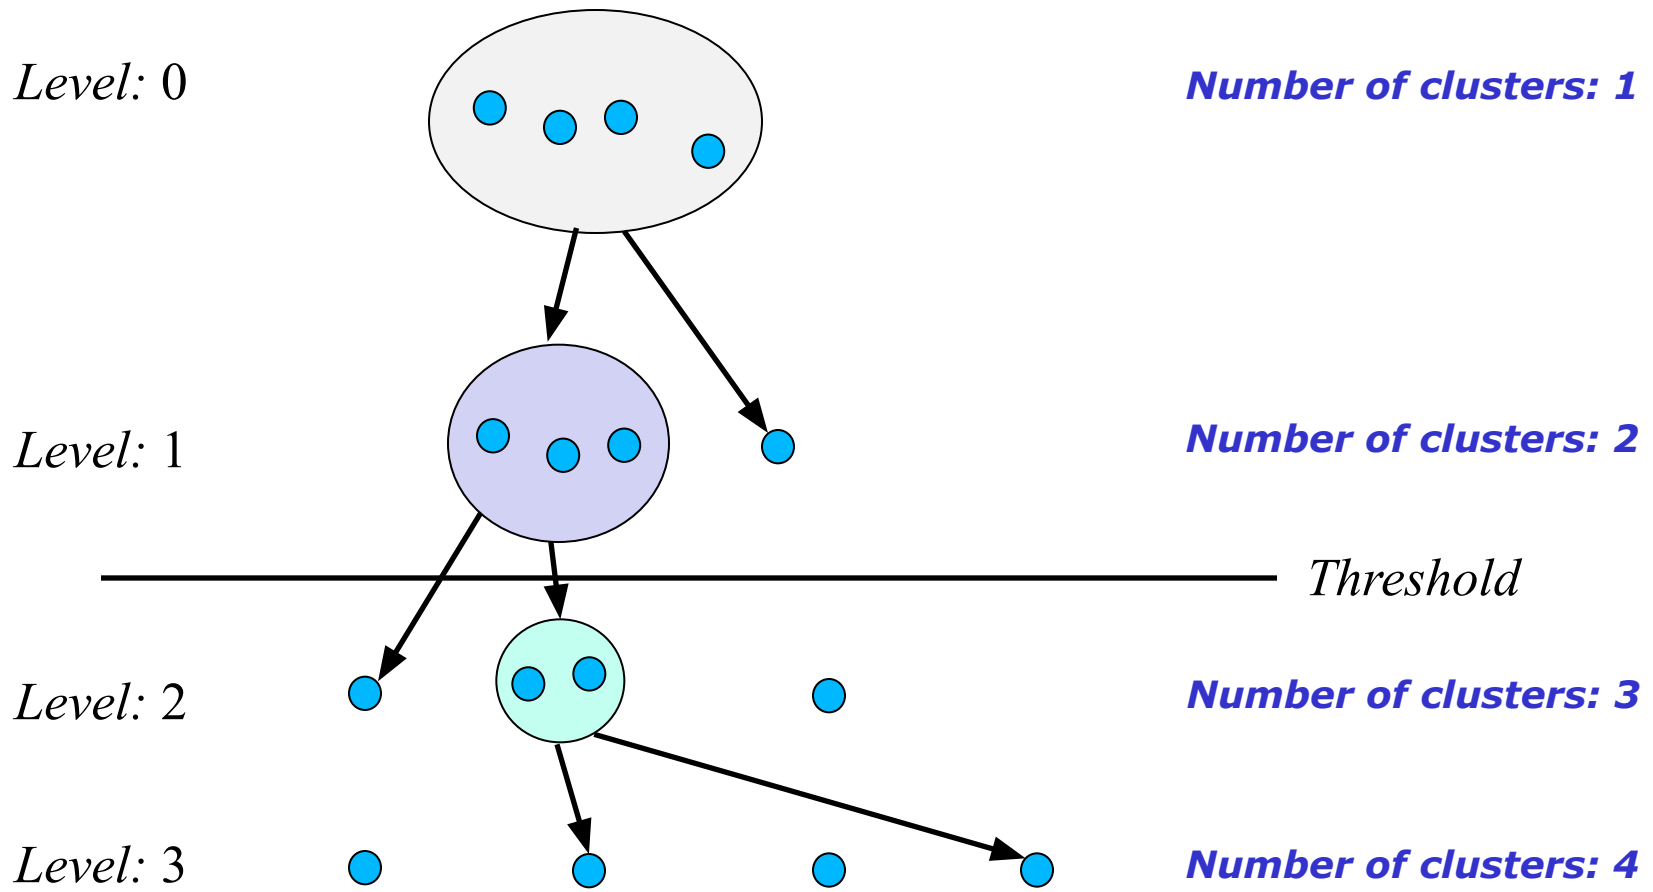 Level: 0 Number of clusters: 1
Level: 1 Number of clusters: 2
Threshold
Level: 2 Number of clusters: 3
Level: 3 Number of clusters: 4